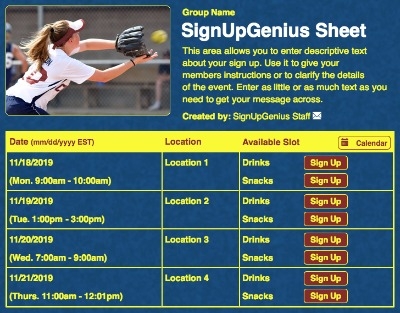 Group Name
SignUpGenius Sheet
This area allows you to enter descriptive text
about your sign up. Use it to give your
members instructions or to clarify the details
of the event. Enter as little or as much text as you
need to get your message across.
Created by: SignUpGenius Staff
Date (mm/dd/yyyy EST) Location Available Slot Calendar
11/18/2019 Location 1 Drinks Sign Up
(Mon. 9:00am - 10:00am) Snacks Sign Up
11/19/2019 Location 2 Drinks Sign Up
(Tue. 1:00pm - 3:00pm) Snacks Sign Up
11/20/2019 Location 3 Drinks Sign Up
(Wed. 7:00am - 9:00am) Snacks Sign Up
11/21/2019 Location 4 Drinks Sign Up
(Thurs. 11:00am - 12:01pm) Snacks Sign Up